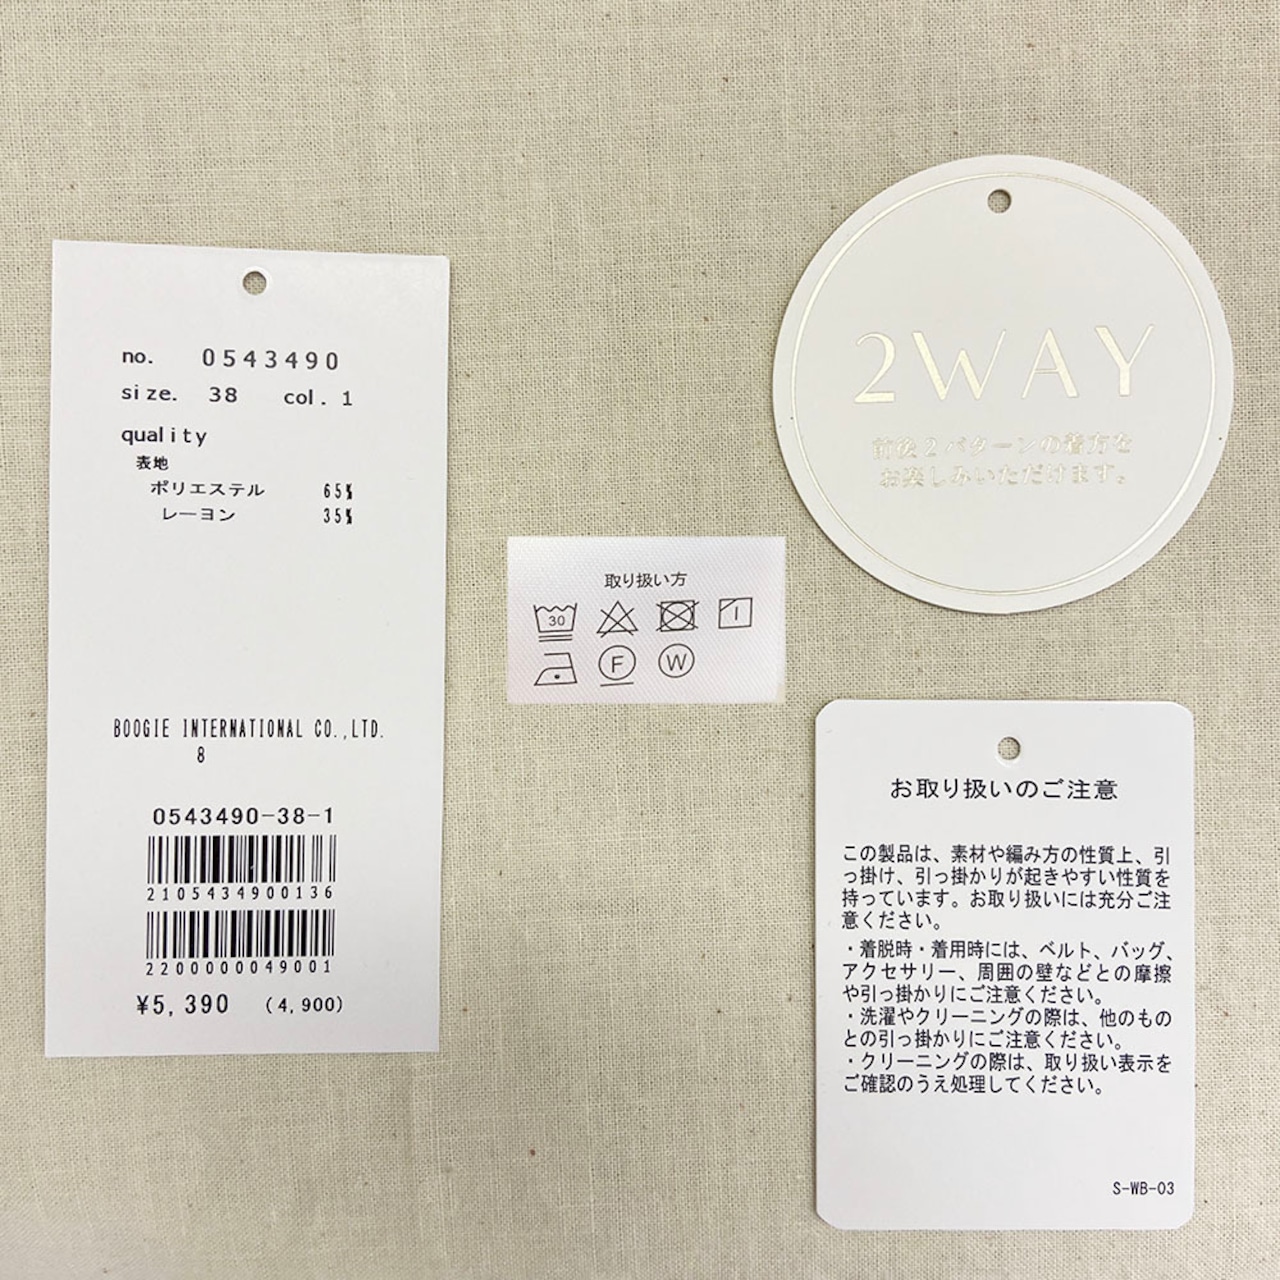 no. 0543490
size. 38 col. 1
quality
表地
ポリエステル 65%
レーヨン 35%
BOOGIE INTERNATIONAL CO.,LTD.
8
0543490-38-1
2105434900136
2200000049001
¥5,390 (4,900)
取り扱い方
30
I
F
W
2WAY
前後2パターンの着方を
お楽しみいただけます。
お取り扱いのご注意
この製品は、素材や編み方の性質上、引
っ掛け、引っ掛かりが起きやすい性質を
持っています。お取り扱いには充分ご注
意ください。
・着脱時・着用時には、ベルト、バッグ、
アクセサリー、周囲の壁などとの摩擦
や引っ掛かりにご注意ください。
・洗濯やクリーニングの際は、他のもの
との引っ掛かりにご注意ください。
・クリーニングの際は、取り扱い表示を
ご確認のうえ処理してください。
S-WB-03